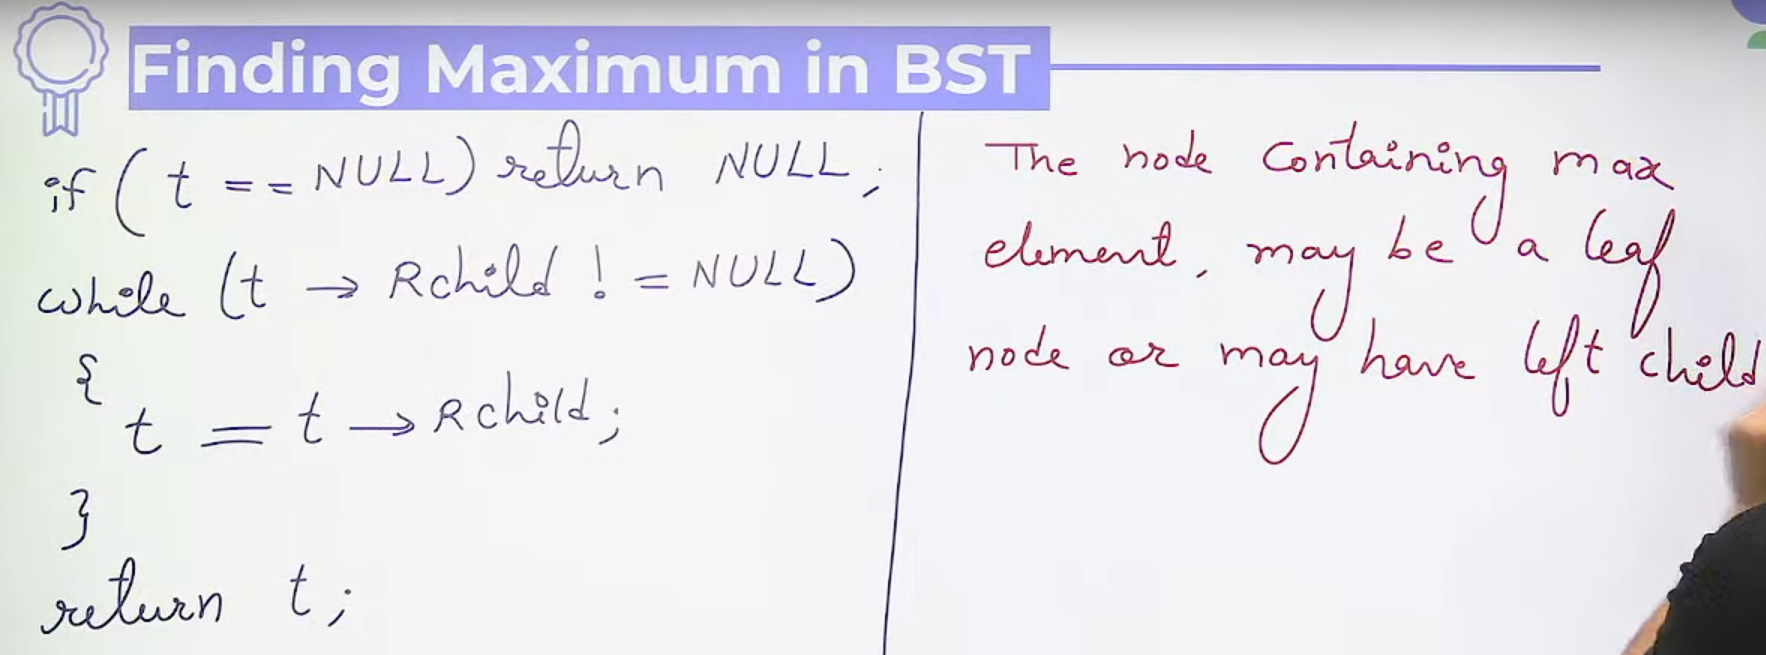 Finding Maximum in BST
if ( t == NULL) return NULL;
while (t → Rchild != NULL)
{
t = t → Rchild;
}
return t;
The node containing max
element, may be a leaf
node or may have left child